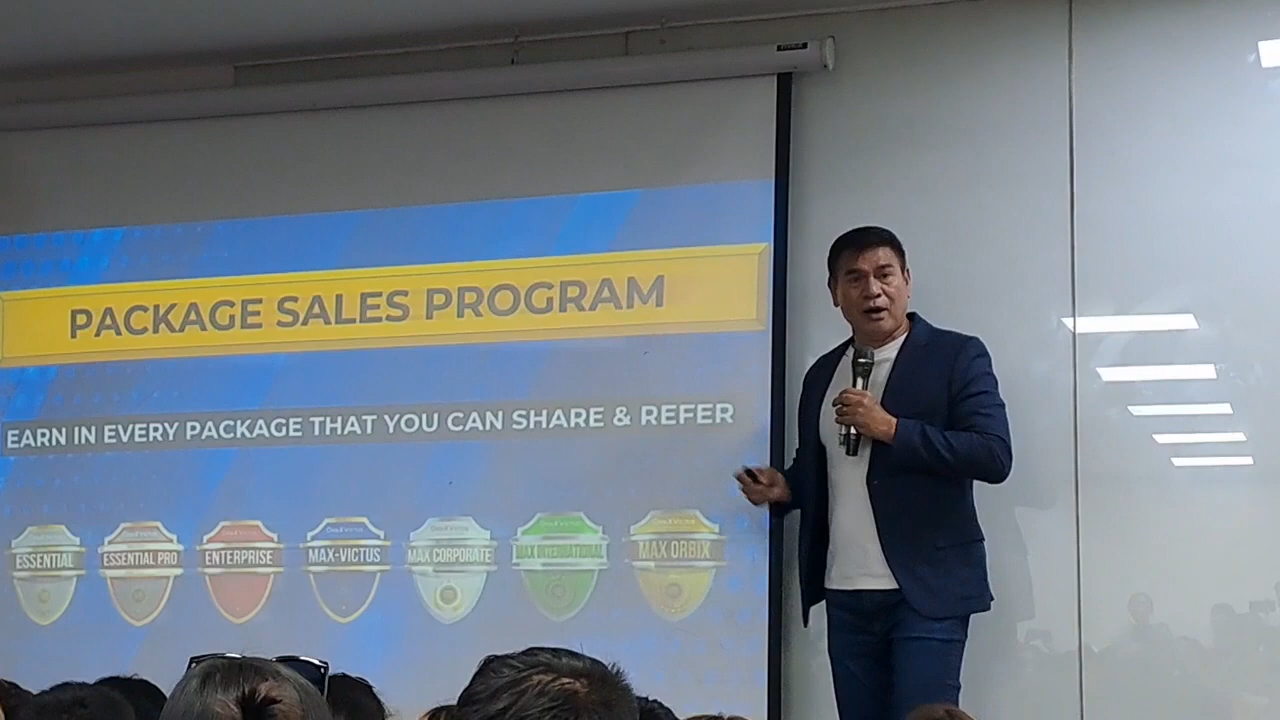 PACKAGE SALES PROGRAM
EARN IN EVERY PACKAGE THAT YOU CAN SHARE & REFER
ESSENTIAL
ESSENTIAL PRO
ENTERPRISE
MAX-VICTUS
MAX CORPORATE
MAX INTERNATIONAL
MAX ORBIX